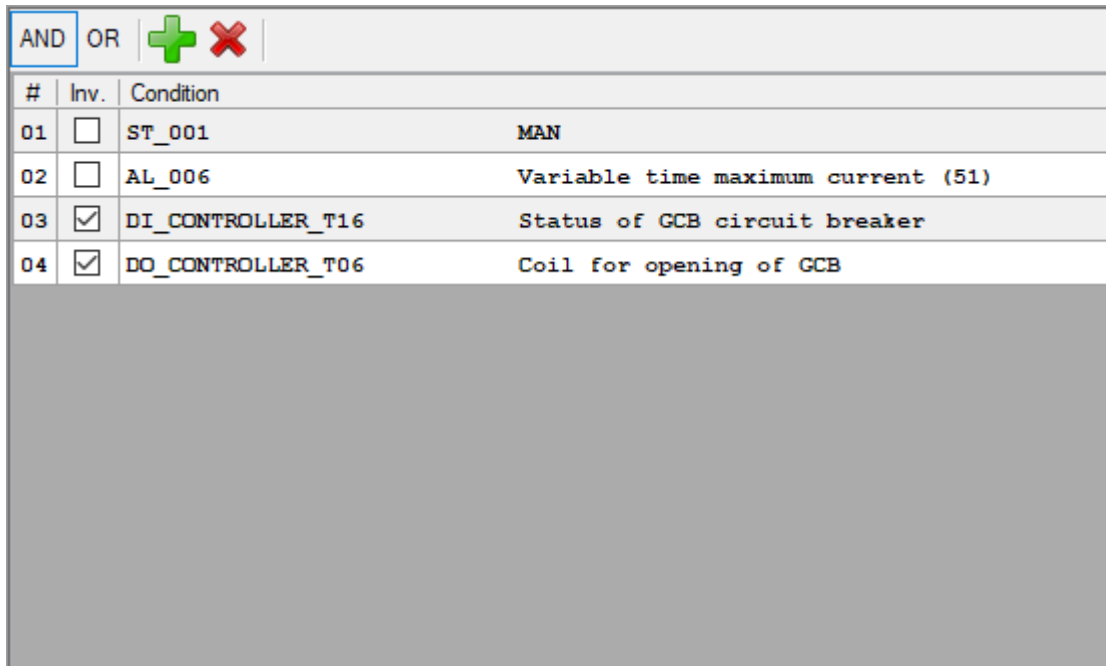 AND OR
# Inv. Condition
01 ST_001 MAN
02 AL_006 Variable time maximum current (51)
03 DI_CONTROLLER_T16 Status of GCB circuit breaker
04 DO_CONTROLLER_T06 Coil for opening of GCB